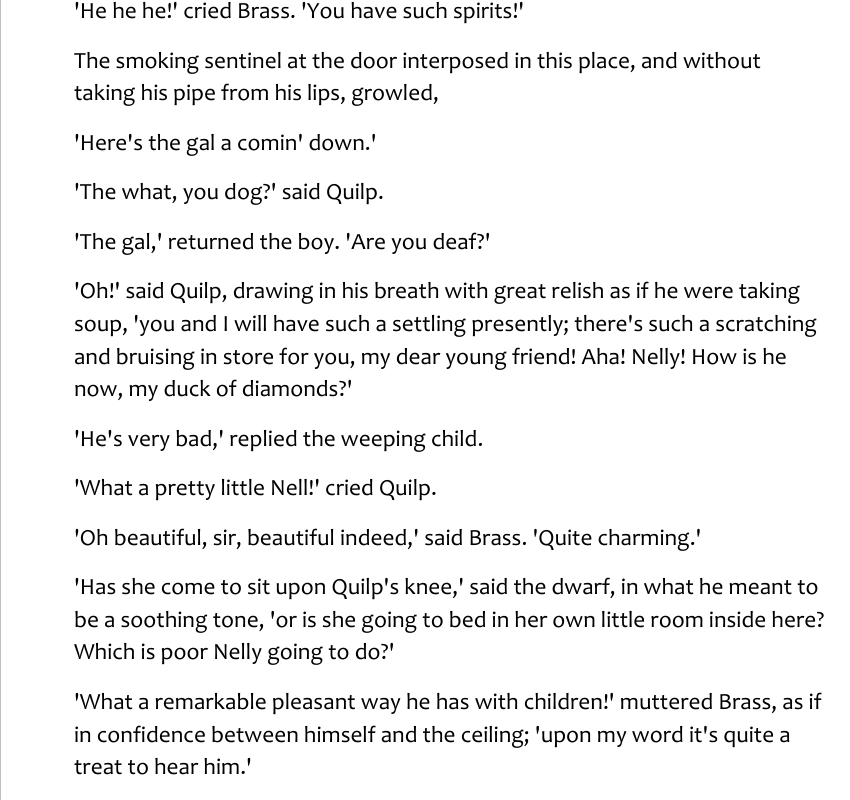 'He he he!' cried Brass. 'You have such spirits!'
The smoking sentinel at the door interposed in this place, and without
taking his pipe from his lips, growled,
'Here's the gal a comin' down.'
'The what, you dog?' said Quilp.
'The gal,' returned the boy. 'Are you deaf?'
'Oh!' said Quilp, drawing in his breath with great relish as if he were taking
soup, 'you and I will have such a settling presently; there's such a scratching
and bruising in store for you, my dear young friend! Aha! Nelly! How is he
now, my duck of diamonds?'
'He's very bad,' replied the weeping child.
'What a pretty little Nell!' cried Quilp.
'Oh beautiful, sir, beautiful indeed,' said Brass. 'Quite charming.'
'Has she come to sit upon Quilp's knee,' said the dwarf, in what he meant to
be a soothing tone, 'or is she going to bed in her own little room inside here?
Which is poor Nelly going to do?'
'What a remarkable pleasant way he has with children!' muttered Brass, as if
in confidence between himself and the ceiling; 'upon my word it's quite a
treat to hear him.'